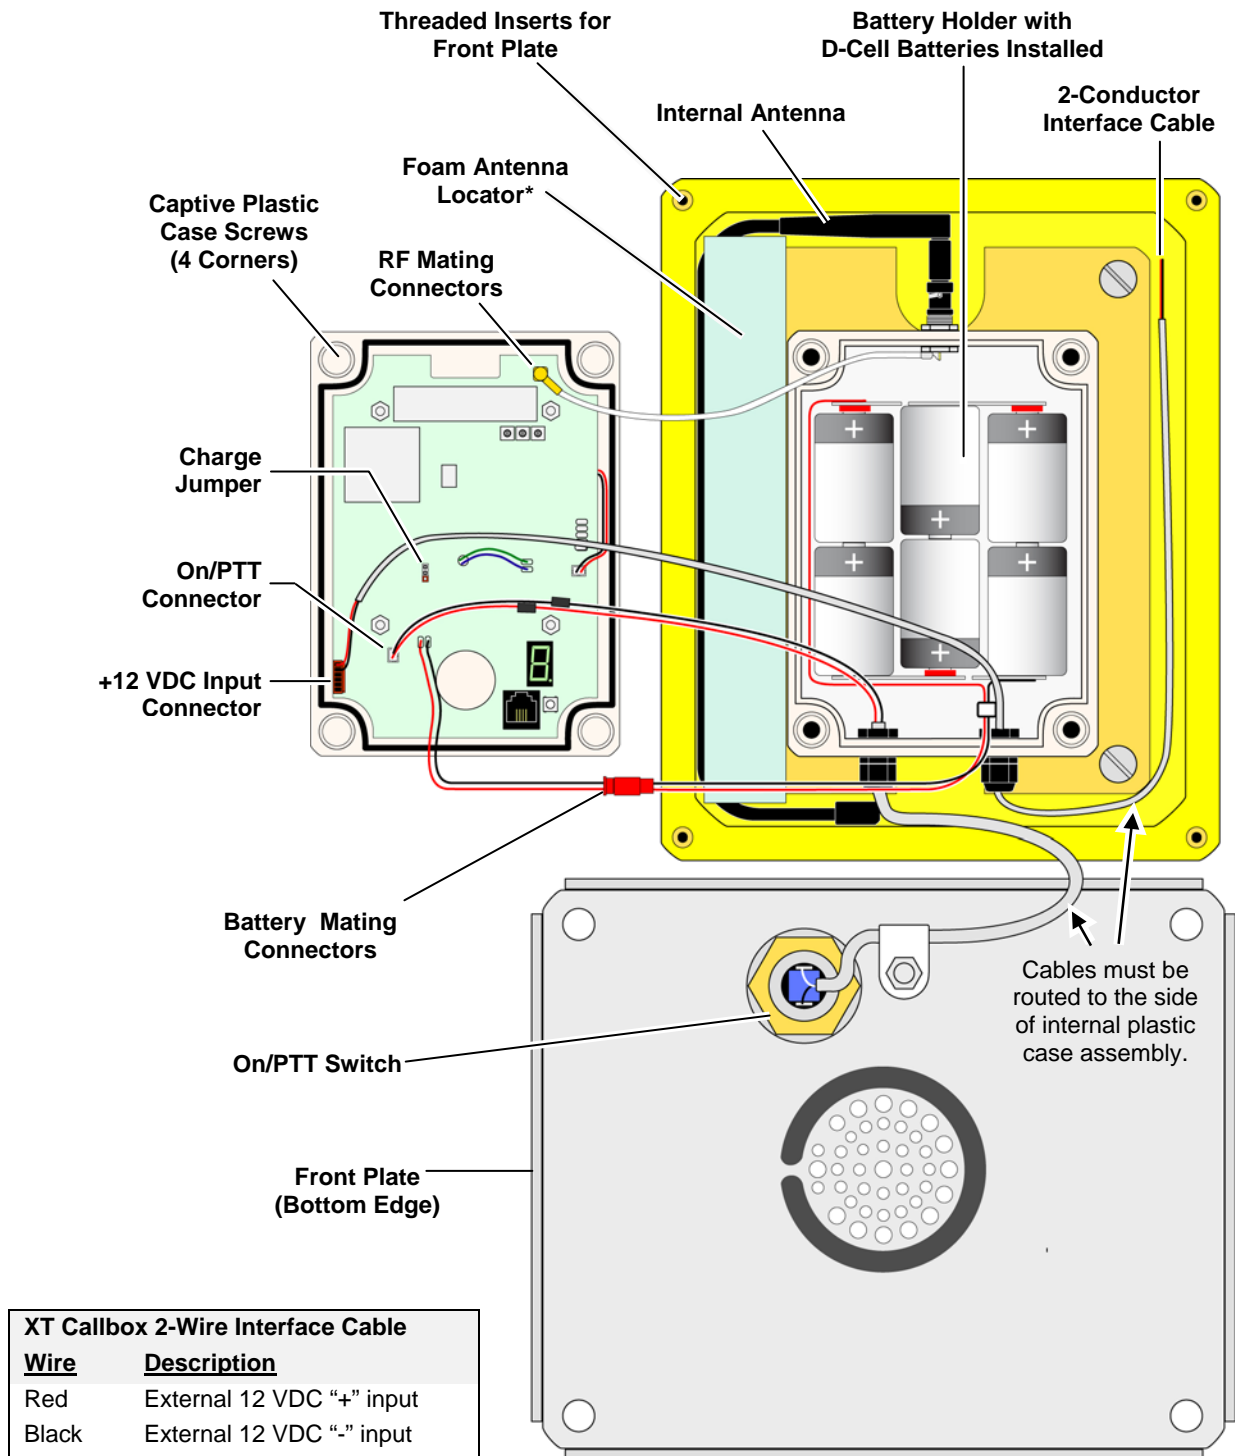 Threaded Inserts for
Front Plate
Battery Holder with
D-Cell Batteries Installed
2-Conductor
Interface Cable
Internal Antenna
Foam Antenna
Locator*
Captive Plastic
Case Screws
(4 Corners)
RF Mating
Connectors
Charge
Jumper
On/PTT
Connector
+12 VDC Input
Connector
Battery Mating
Connectors
Cables must be
routed to the side
of internal plastic
case assembly.
On/PTT Switch
Front Plate
(Bottom Edge)
XT Callbox 2-Wire Interface Cable
Wire Description
Red External 12 VDC “+” input
Black External 12 VDC “-” input